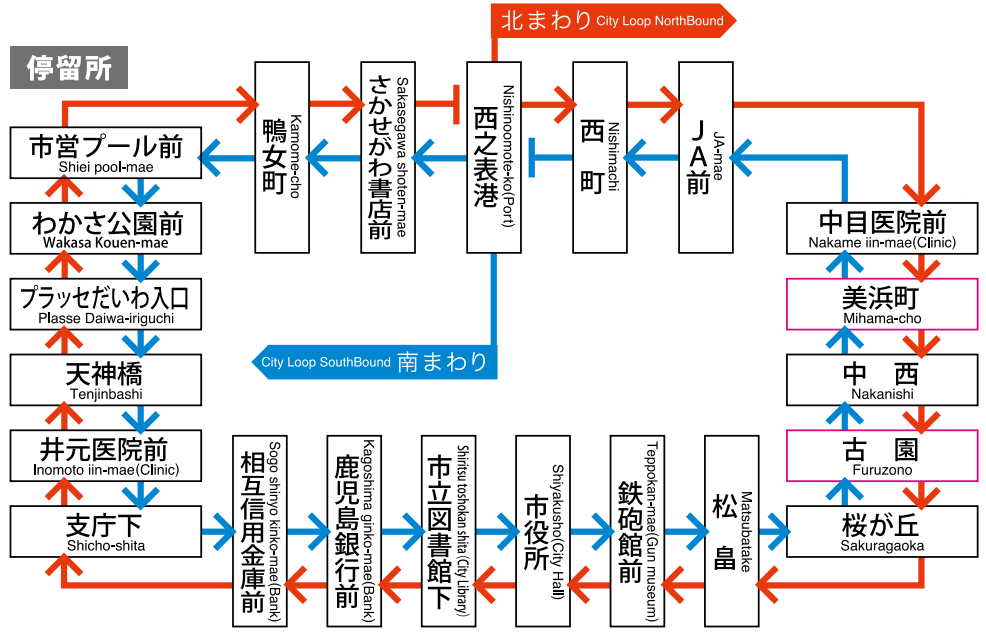 北まわり City Loop NorthBound
停留所
市営プール前
Shiei pool-mae
鴨女町
Kamome-cho
さかせがわ書店前
Sakasegawa shoten-mae
西之表港
Nishinoomote-ko(Port)
西町
Nishimachi
JA前
JA-mae
中目医院前
Nakame iin-mae(Clinic)
わかさ公園前
Wakasa Kouen-mae
美浜町
Mihama-cho
プラッセだいわ入口
Plasse Daiwa-iriguchi
City Loop SouthBound 南まわり
天神橋
Tenjinbashi
中西
Nakanishi
井元医院前
Inomoto iin-mae(Clinic)
古園
Furuzono
支庁下
Shicho-shita
相互信用金庫前
Sogo shinyo kinko-mae(Bank)
鹿児島銀行前
Kagoshima ginko-mae(Bank)
市立図書館下
Shiritsu toshokan shita(City Library)
市役所
Shiyakusho(City Hall)
鉄砲館前
Teppokan-mae(Gun museum)
松畠
Matsubatake
桜が丘
Sakuragaoka